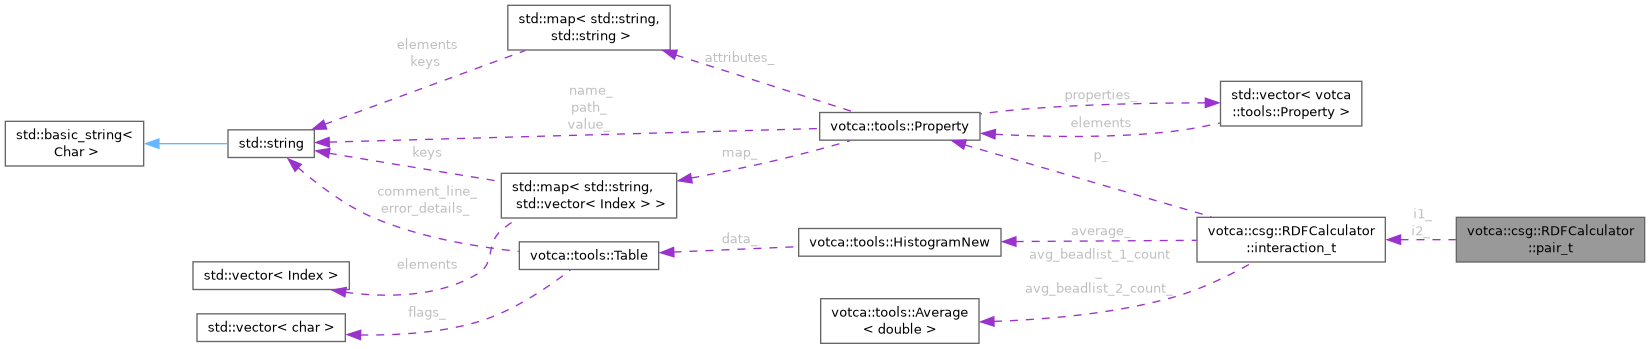 std::map< std::string,
std::string >
elements
keys
attributes_
name_
path_
value_
properties_
std::vector< votca
::tools::Property >
elements
votca::tools::Property
std::basic_string<
Char >
std::string
keys
map_
p_
std::map< std::string,
std::vector< Index > >
comment_line_
error_details_
i1_
i2_
votca::csg::RDFCalculator
::interaction_t
votca::csg::RDFCalculator
::pair_t
average_
votca::tools::HistogramNew
data_
votca::tools::Table
avg_beadlist_1_count
_
avg_beadlist_2_count_
elements
std::vector< Index >
flags_
std::vector< char >
votca::tools::Average
< double >